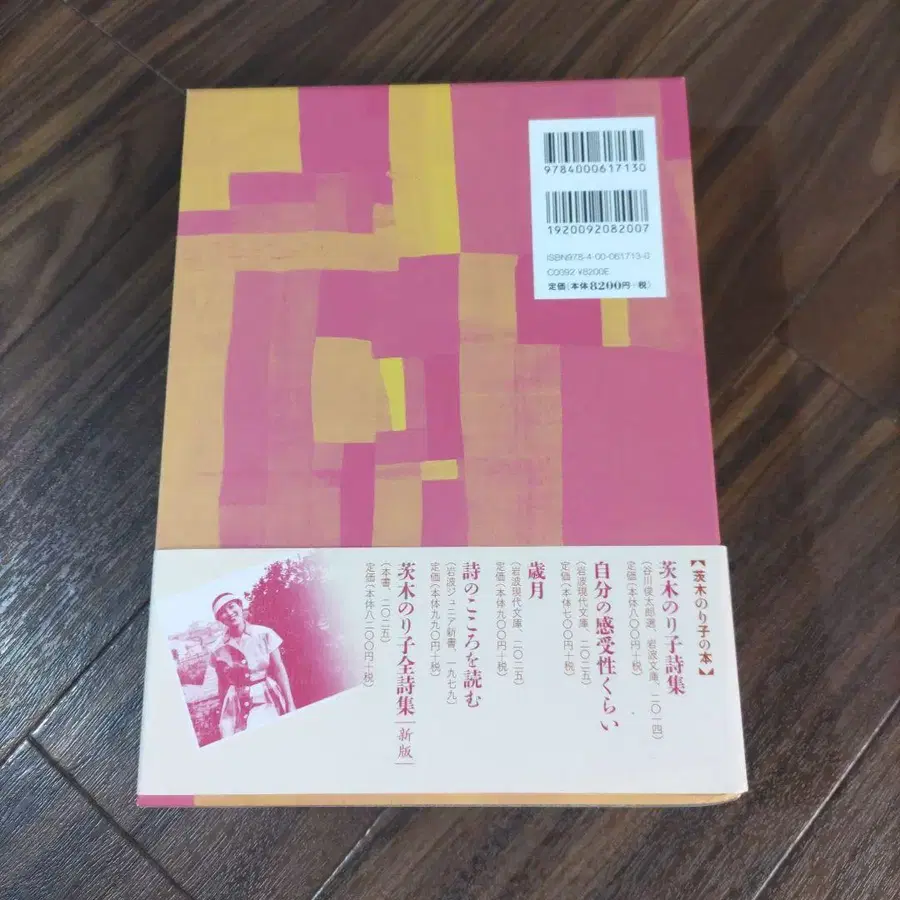 9784000617130
1920092082007
ISBN978-4-00-061713-0
C0092 ¥8200E
定価(本体8200円+税)
【茨木のり子の本】
茨木のり子詩集
(谷川俊太郎選、岩波文庫、二〇一四)
定価(本体八〇〇円+税)
自分の感受性くらい
(岩波現代文庫、二〇二五)
定価(本体七〇〇円+税)
歳月
(岩波現代文庫、二〇二五)
定価(本体九〇〇円+税)
詩のこころを読む
(岩波ジュニア新書、一九七九)
定価(本体九九〇円+税)
茨木のり子全詩集 [新版]
(本書、二〇二五)
定価(本体八二〇〇円+税)